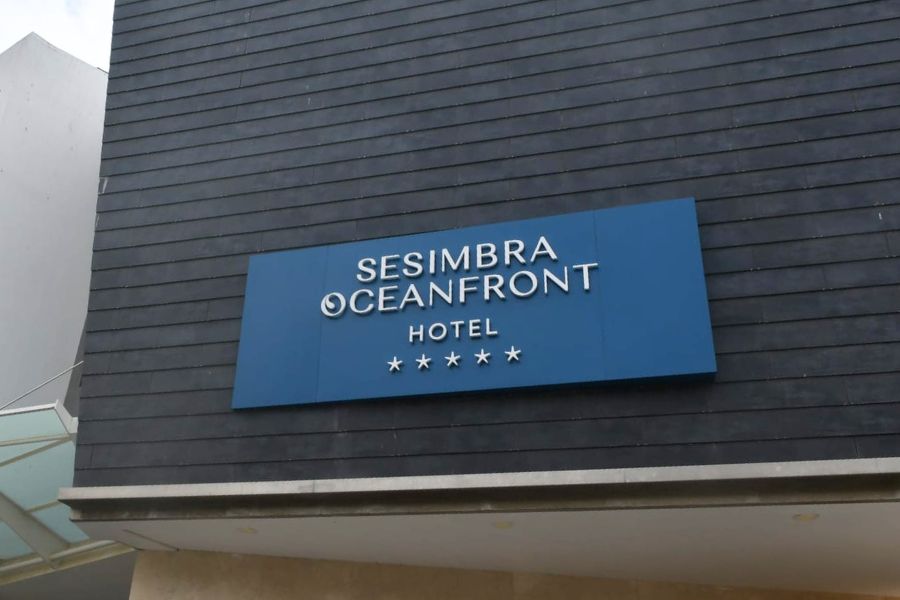 SESIMBRA
OCEANFRONT
HOTEL
★★★★★